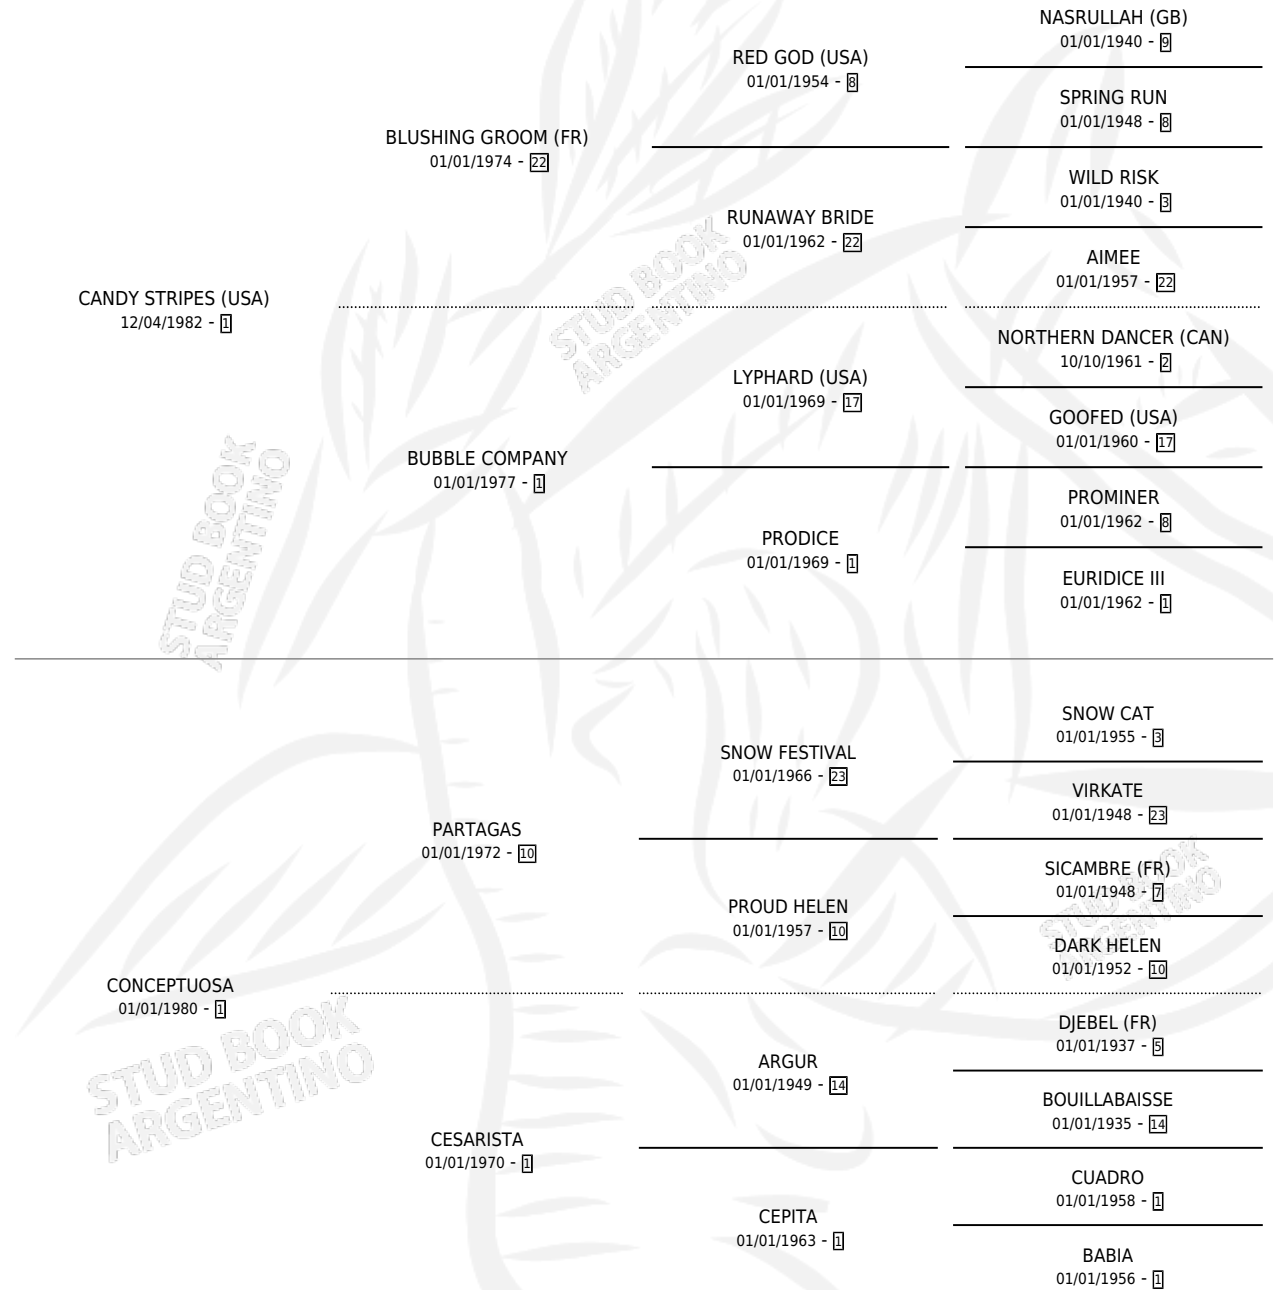 NASRULLAH (GB)
01/01/1940 - 9
RED GOD (USA)
01/01/1954 - 8
SPRING RUN
01/01/1948 - 8
BLUSHING GROOM (FR)
01/01/1974 - 22
WILD RISK
01/01/1940 - 3
RUNAWAY BRIDE
01/01/1962 - 22
AIMEE
01/01/1957 - 22
CANDY STRIPES (USA)
12/04/1982 - 1
NORTHERN DANCER (CAN)
10/10/1961 - 2
LYPHARD (USA)
01/01/1969 - 17
GOOFED (USA)
01/01/1960 - 17
BUBBLE COMPANY
01/01/1977 - 1
PROMINER
01/01/1962 - 8
PRODICE
01/01/1969 - 1
EURIDICE III
01/01/1962 - 1
STUD BOOK
ARGENTINO
STUD BOOK
ARGENTINO
SNOW CAT
01/01/1955 - 3
SNOW FESTIVAL
01/01/1966 - 23
VIRKATE
01/01/1948 - 23
PARTAGAS
01/01/1972 - 10
SICAMBRE (FR)
01/01/1948 - 7
PROUD HELEN
01/01/1957 - 10
DARK HELEN
01/01/1952 - 10
CONCEPTUOSA
01/01/1980 - 1
DJEBEL (FR)
01/01/1937 - 5
ARGUR
01/01/1949 - 14
BOUILLABAISSE
01/01/1935 - 14
CESARISTA
01/01/1970 - 1
CUADRO
01/01/1958 - 1
CEPITA
01/01/1963 - 1
BABIA
01/01/1956 - 1
STUD BOOK
ARGENTINO
STUD BOOK
ARGENTINO